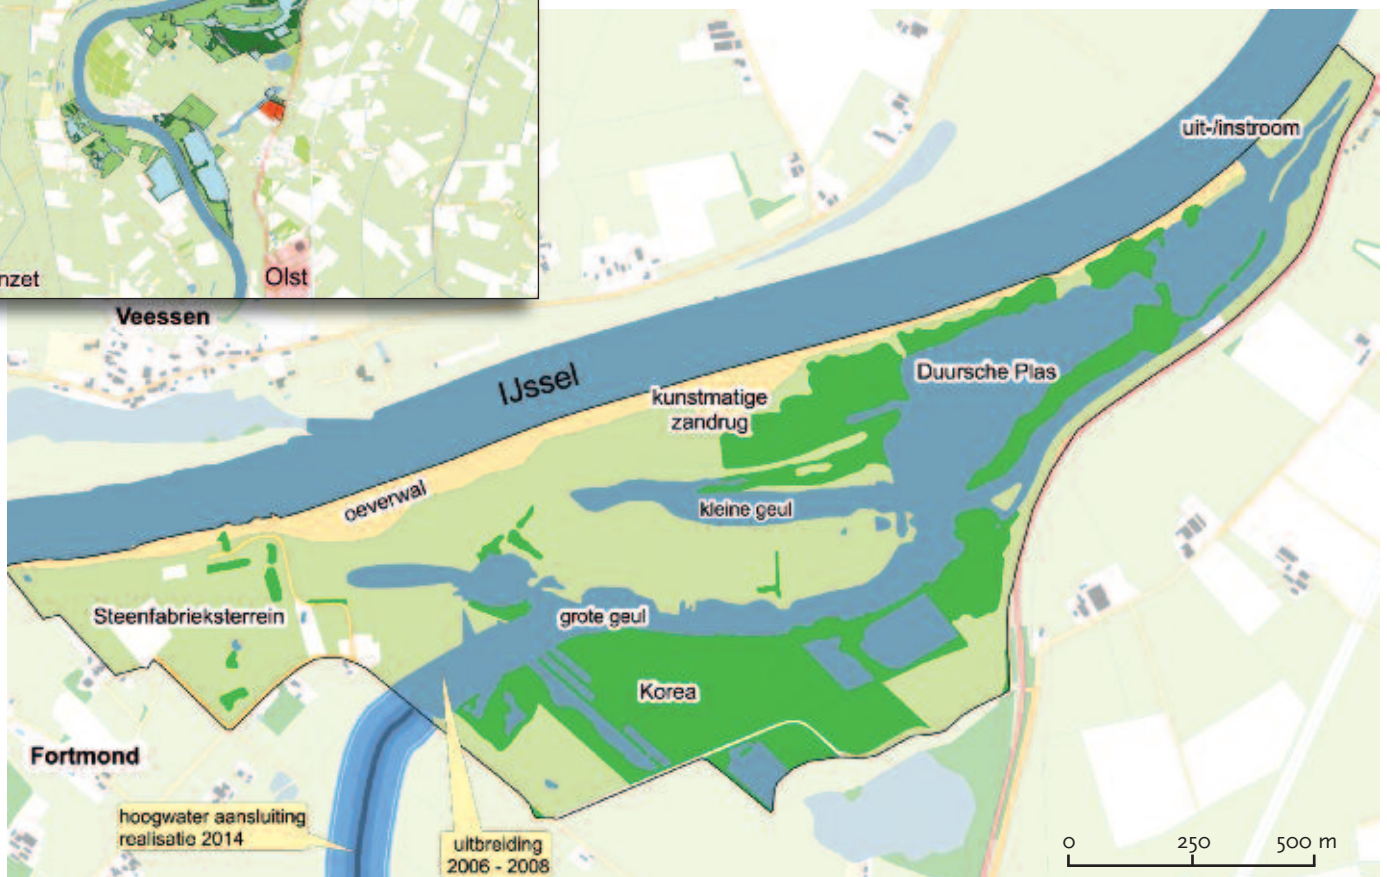 nzet
Olst
Veessen
IJssel
uit-/instroom
Duursche Plas
kunstmatige
zandrug
oeverwal
kleine geul
Steenfabrieksterrein
grote geul
Korea
Fortmond
hoogwater aansluiting
realisatie 2014
uitbreiding
2006 - 2008
0 250 500 m